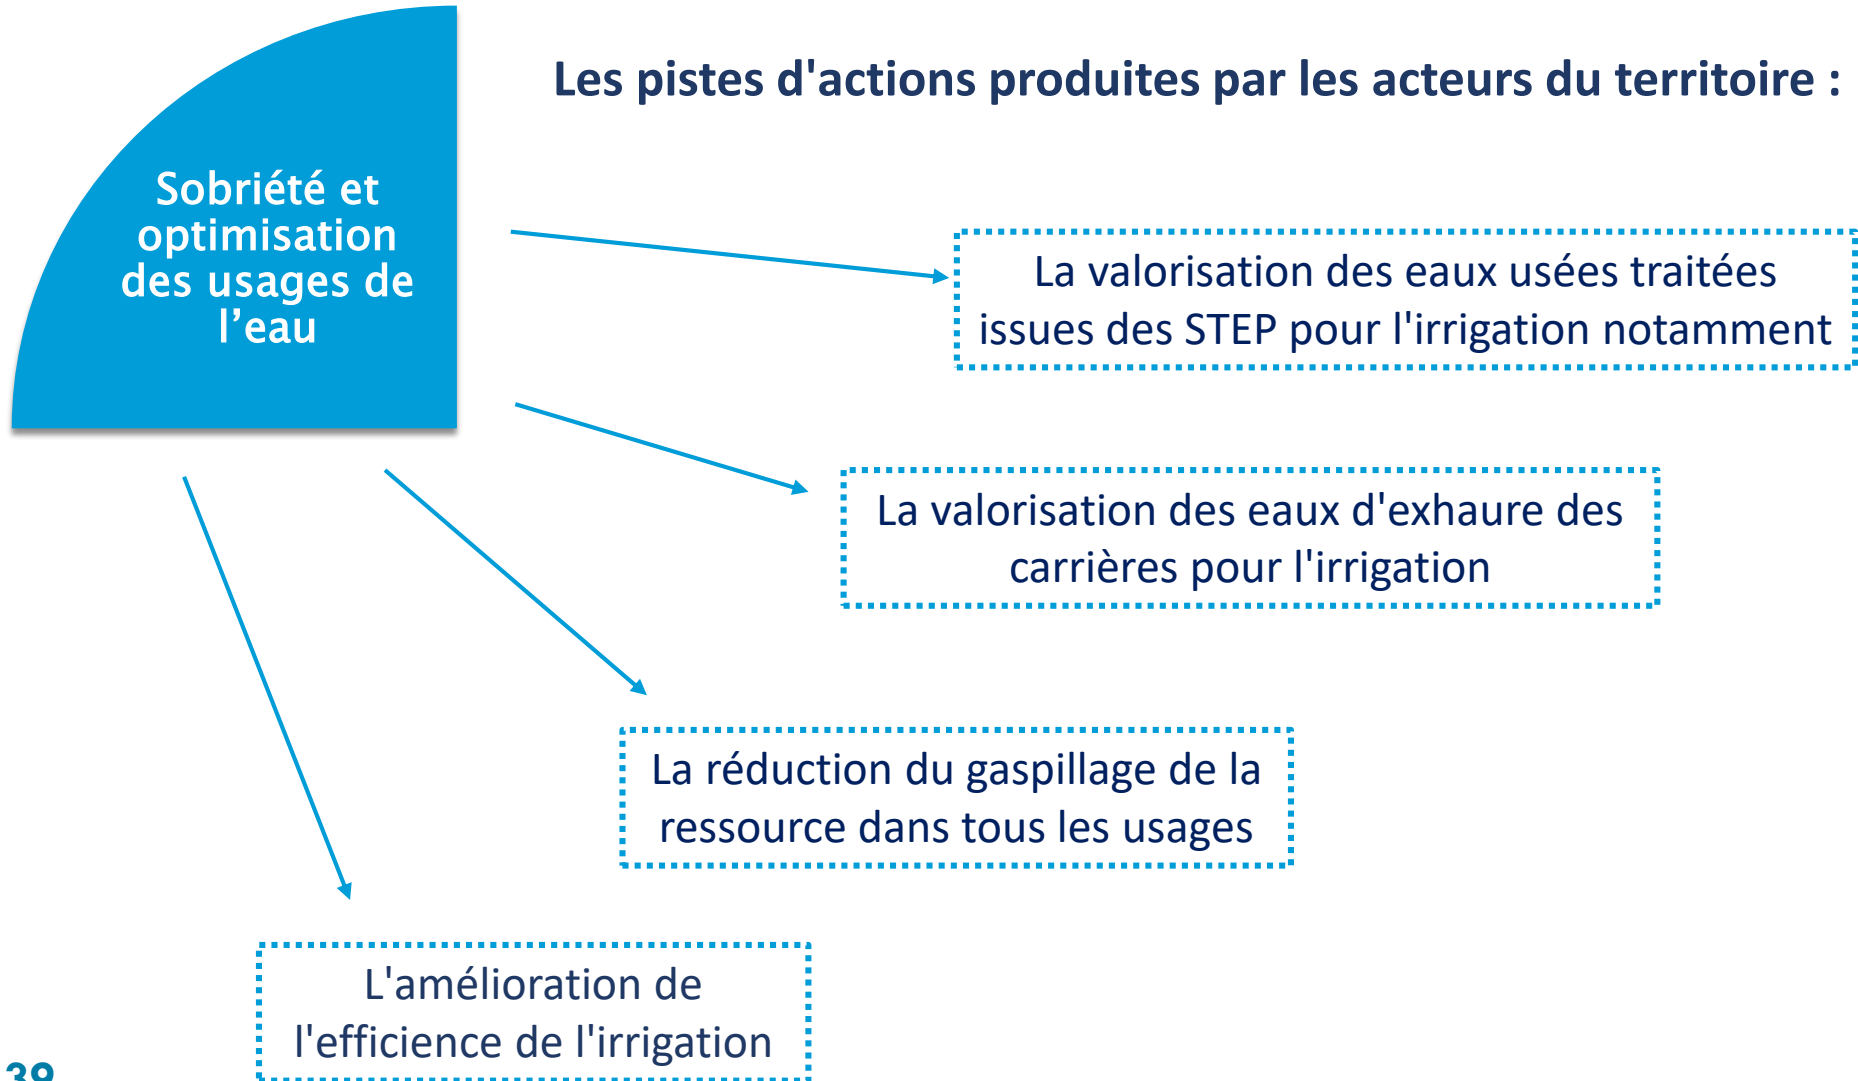 Les pistes d'actions produites par les acteurs du territoire :
Sobriété et
optimisation
des usages de
l’eau
La valorisation des eaux usées traitées
issues des STEP pour l'irrigation notamment
La valorisation des eaux d'exhaure des
carrières pour l'irrigation
La réduction du gaspillage de la
ressource dans tous les usages
L'amélioration de
l'efficience de l'irrigation
39